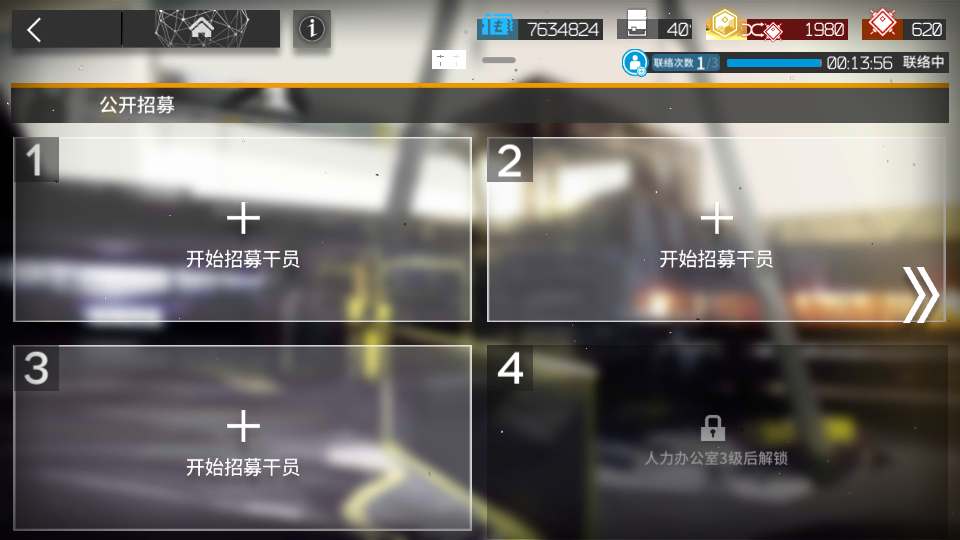 7634824
40
1980
620
联络次数 1/3
00:13:56 联络中
公开招募
1
开始招募干员
2
开始招募干员
3
开始招募干员
4
人力办公室3级后解锁